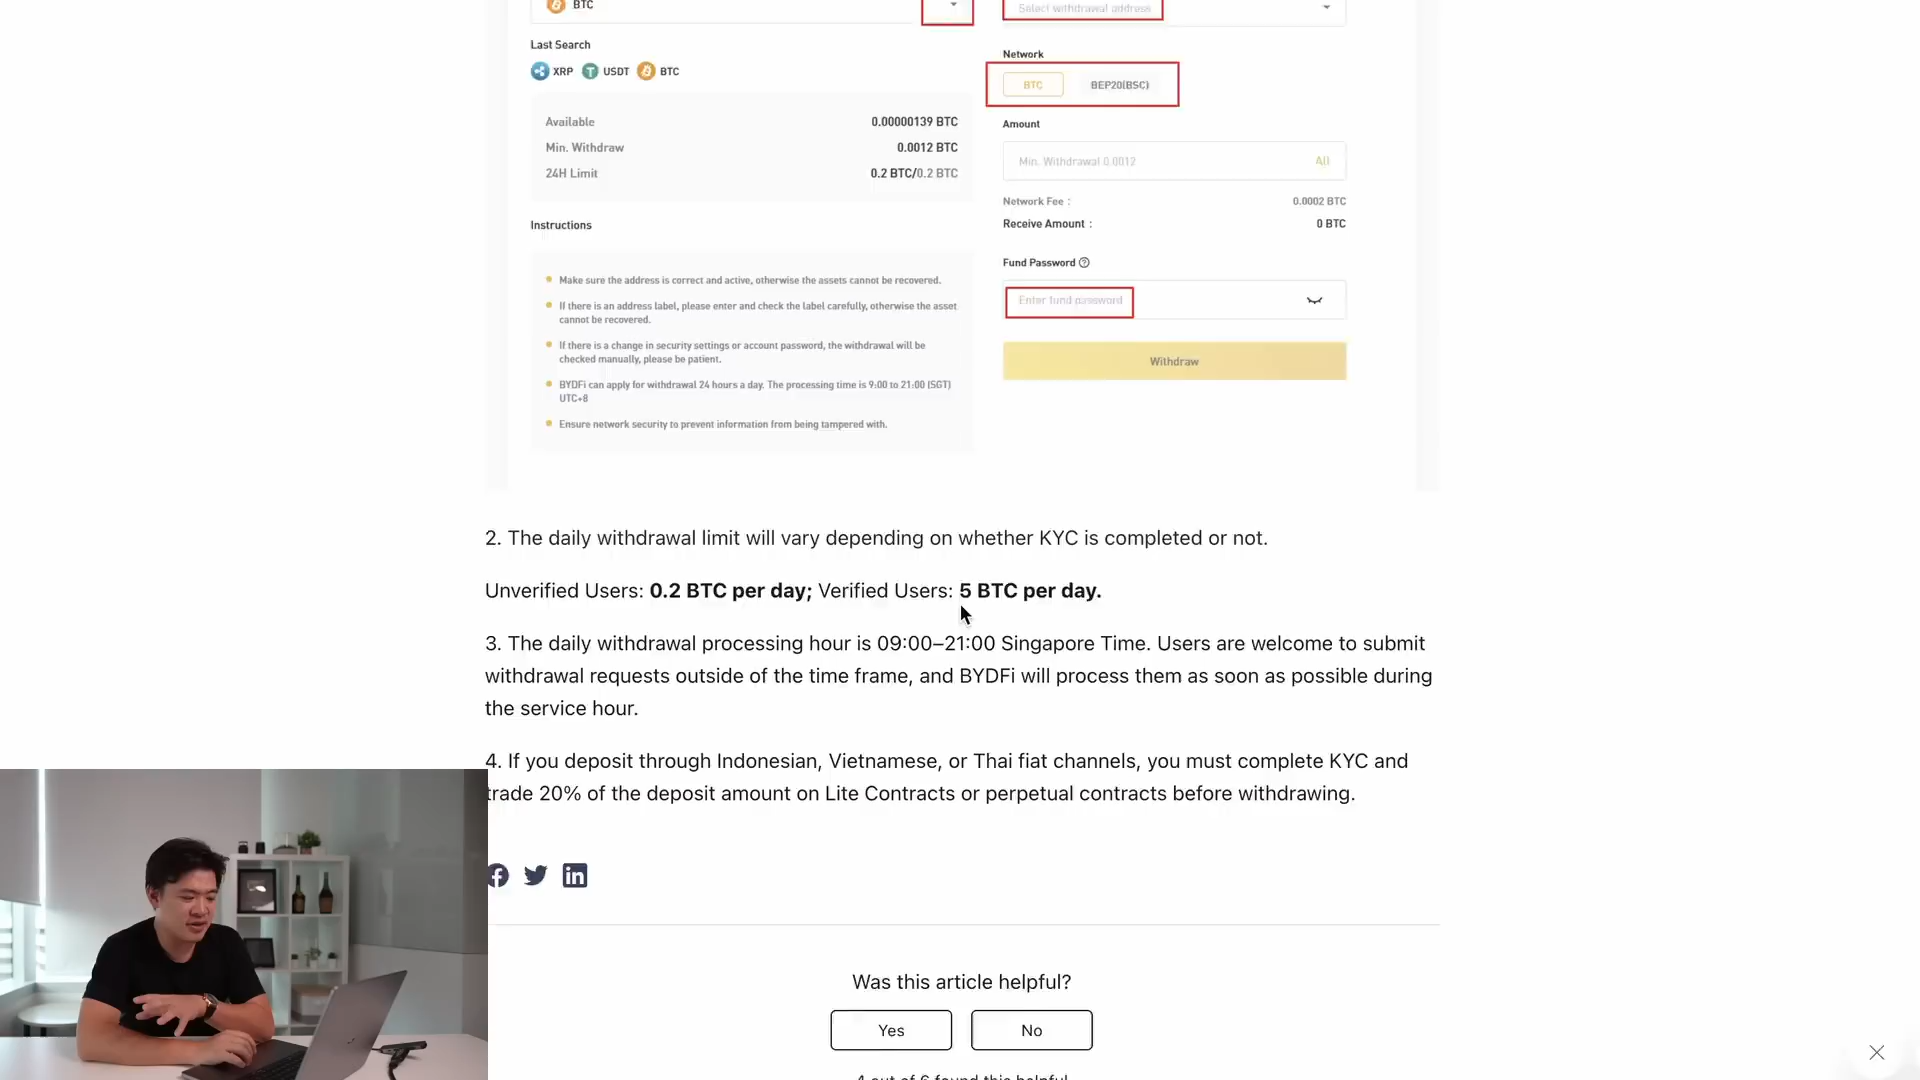 BTC
Select withdrawal address
Last Search
XRP USDT BTC
Network
BTC BEP20(BSC)
Available 0.00000139 BTC
Min. Withdraw 0.0012 BTC
24H Limit 0.2 BTC/0.2 BTC
Amount
Min. Withdrawal 0.0012 All
Network Fee : 0.0002 BTC
Receive Amount : 0 BTC
Instructions
Fund Password
Enter fund password
Withdraw
Make sure the address is correct and active, otherwise the assets cannot be recovered.
If there is an address label, please enter and check the label carefully, otherwise the asset
cannot be recovered.
If there is a change in security settings or account password, the withdrawal will be
checked manually, please be patient.
BYDFi can apply for withdrawal 24 hours a day. The processing time is 9:00 to 21:00 (SGT)
UTC+8
Ensure network security to prevent information from being tampered with.
2. The daily withdrawal limit will vary depending on whether KYC is completed or not.
Unverified Users: 0.2 BTC per day; Verified Users: 5 BTC per day.
3. The daily withdrawal processing hour is 09:00–21:00 Singapore Time. Users are welcome to submit
withdrawal requests outside of the time frame, and BYDFi will process them as soon as possible during
the service hour.
4. If you deposit through Indonesian, Vietnamese, or Thai fiat channels, you must complete KYC and
trade 20% of the deposit amount on Lite Contracts or perpetual contracts before withdrawing.
Was this article helpful?
Yes No
4 out of 6 found this helpful